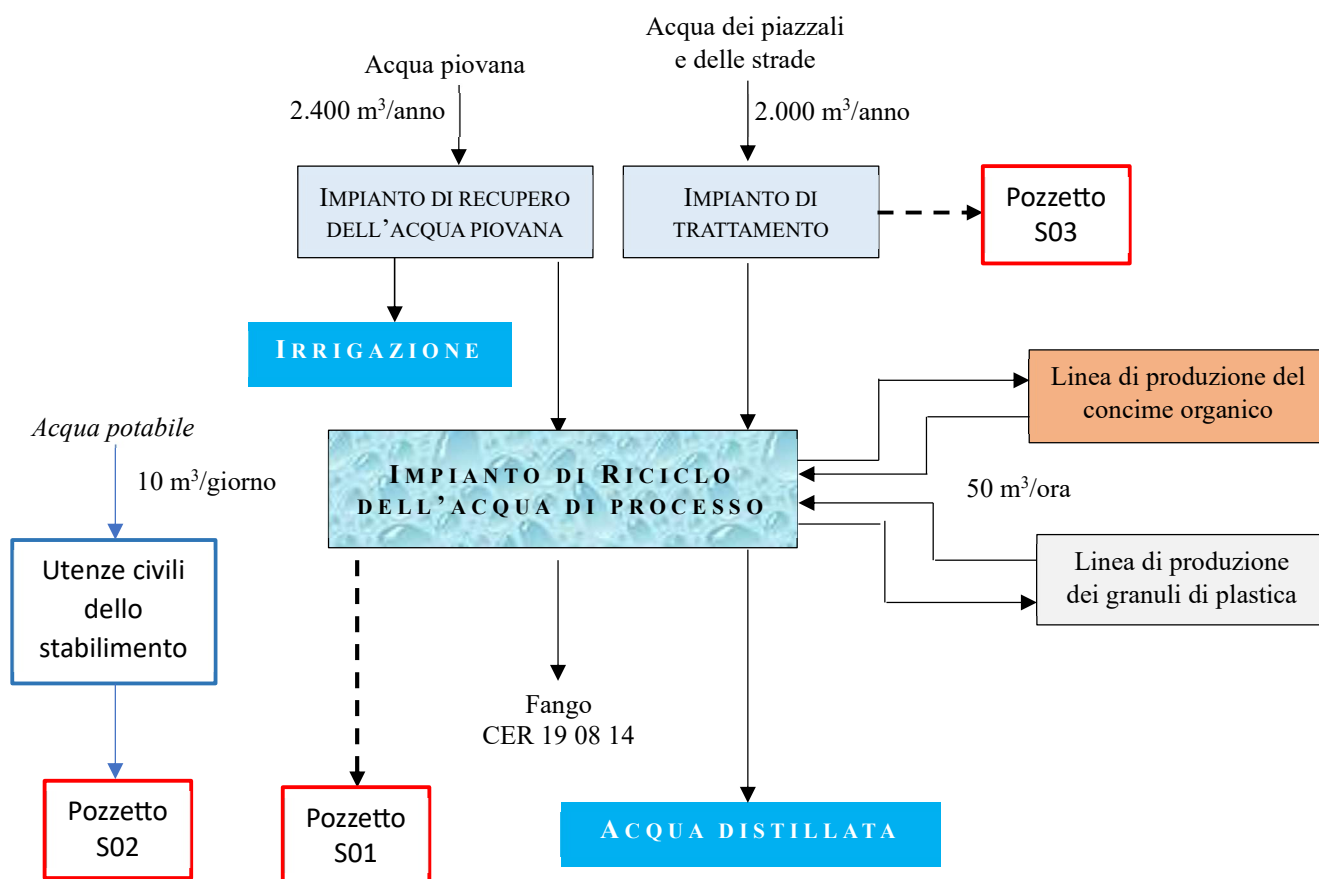 Acqua dei piazzali
e delle strade
Acqua piovana
2.400 m³/anno
2.000 m³/anno
IMPIANTO DI RECUPERO
DELL’ACQUA PIOVANA
IMPIANTO DI
TRATTAMENTO
Pozzetto
S03
IRRIGAZIONE
Linea di produzione del
concime organico
Acqua potabile
10 m³/giorno
IMPIANTO DI RICICLO
DELL’ACQUA DI PROCESSO
50 m³/ora
Utenze civili
dello
stabilimento
Linea di produzione
dei granuli di plastica
Fango
CER 19 08 14
Pozzetto
S02
Pozzetto
S01
ACQUA DISTILLATA